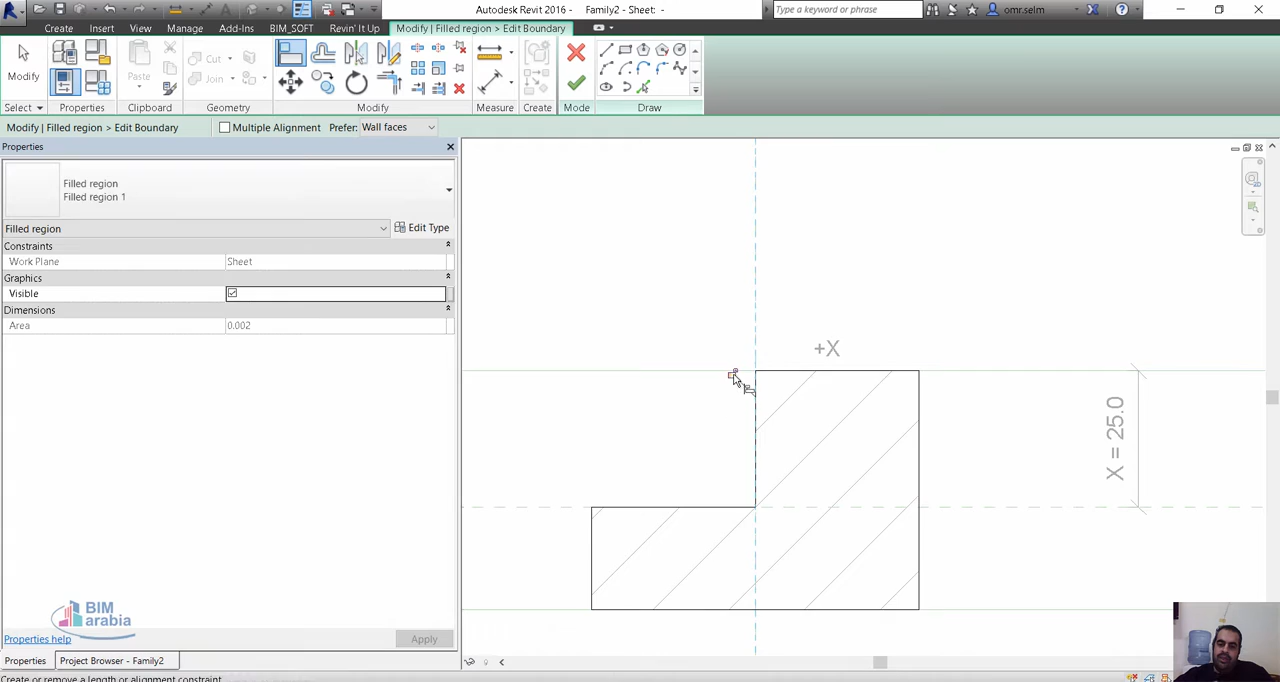 Autodesk Revit 2016 -
Family2 - Sheet: -
Type a keyword or phrase
omr.selm
Create
Insert
View
Manage
Add-Ins
BIM_SOFT
Revin' It Up
Modify | Filled region > Edit Boundary
Modify
Paste
Cut
Join
Select
Properties
Clipboard
Geometry
Modify
Measure
Create
Mode
Draw
Modify | Filled region > Edit Boundary
Multiple Alignment
Prefer:
Wall faces
Properties
Filled region
Filled region 1
Filled region
Edit Type
Constraints
Work Plane
Sheet
Graphics
Visible
Dimensions
Area
0.002
+X
X = 25.0
BIM
arabia
Properties help
Apply
Properties
Project Browser - Family2
Create or remove a length or alignment constraint